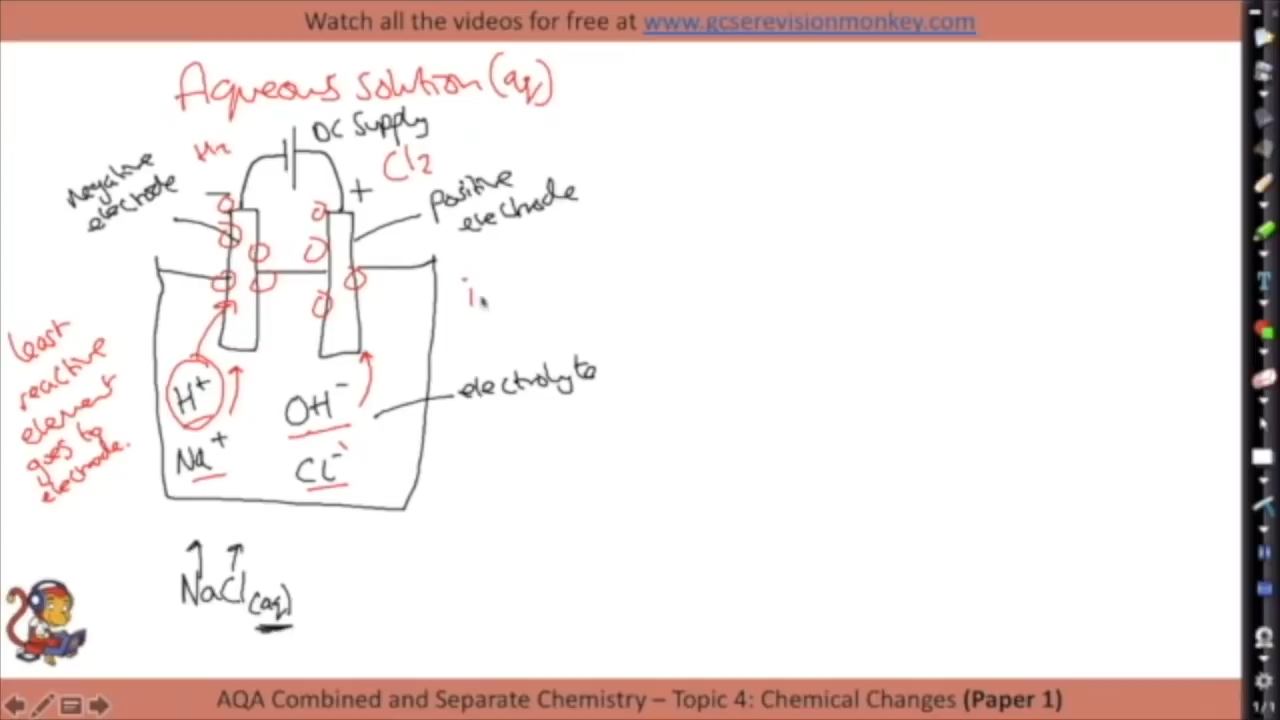 Watch all the videos for free at www.gcserevisionmonkey.com
Aqueous solution (aq)
DC Supply
H2
Cl2
Negative
electrode
−
+
positive
electrode
i
least
reactive
element
goes to
electrode.
H+
OH−
electrolyte
Na+
Cl−
NaCl(aq)
AQA Combined and Separate Chemistry – Topic 4: Chemical Changes (Paper 1)
1/1